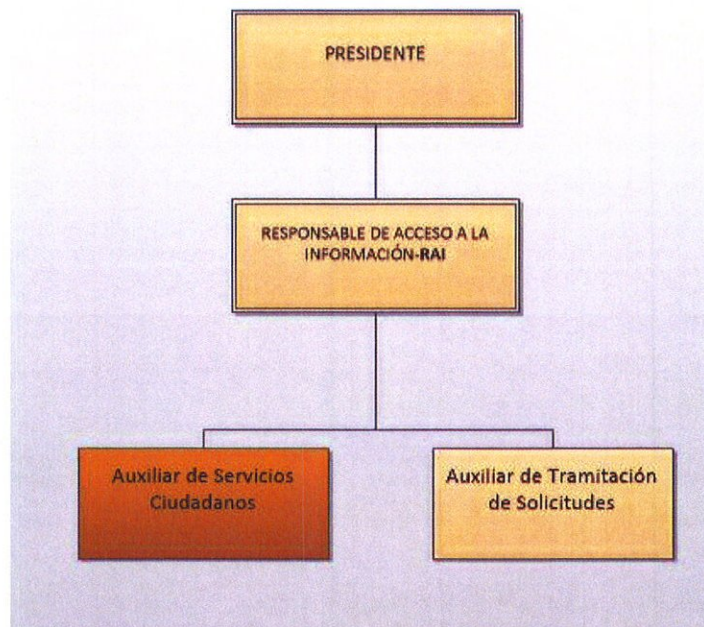 PRESIDENTE
RESPONSABLE DE ACCESO A LA
INFORMACIÓN-RAI
Auxiliar de Servicios
Ciudadanos
Auxiliar de Tramitación
de Solicitudes